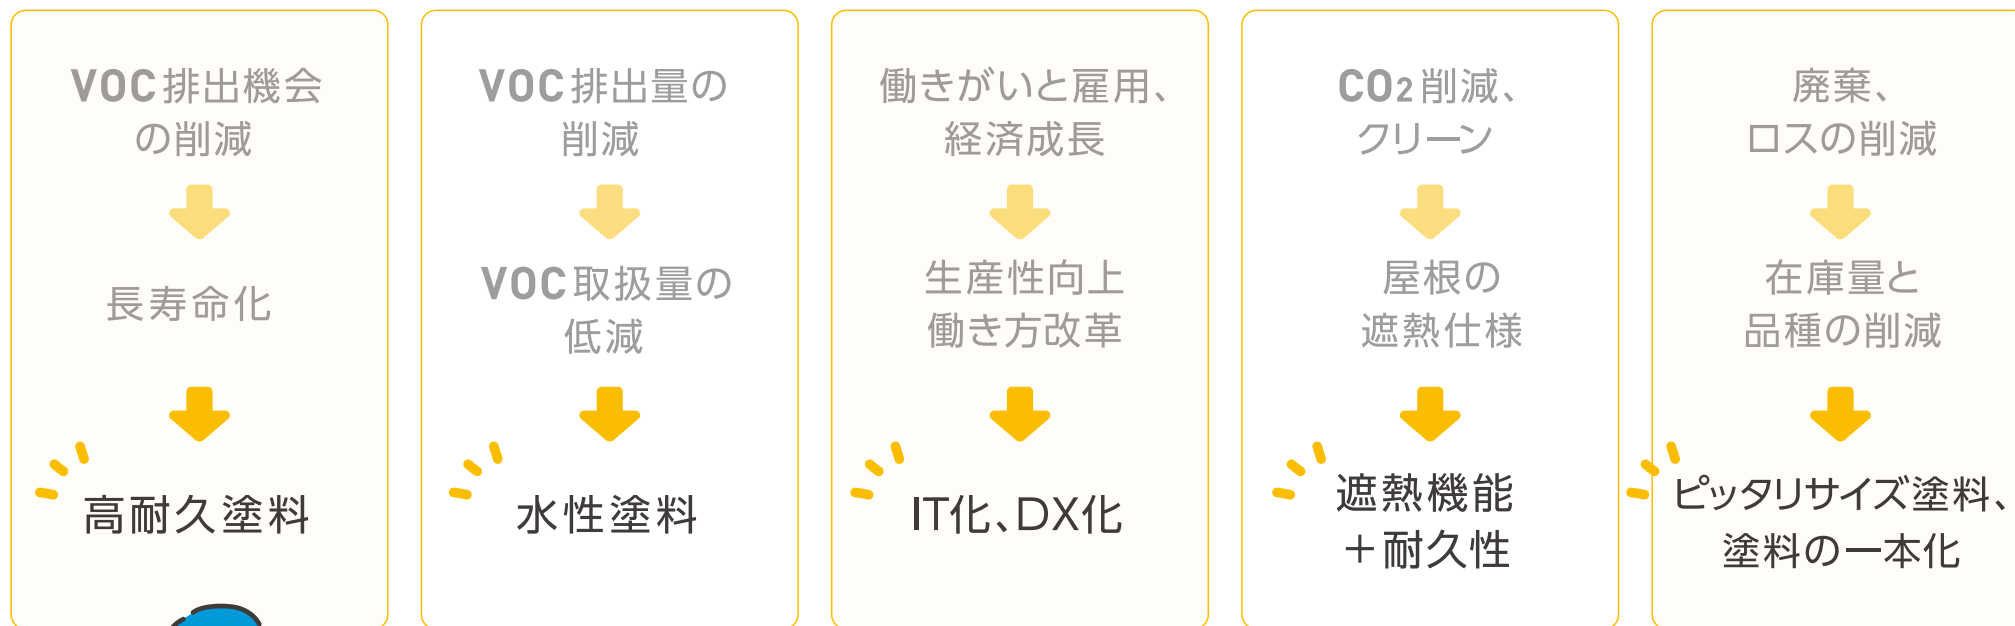 VOC排出機会
の削減
長寿命化
高耐久塗料
VOC排出量の
削減
VOC取扱量の
低減
水性塗料
働きがいと雇用、
経済成長
生産性向上
働き方改革
IT化、DX化
CO2削減、
クリーン
屋根の
遮熱仕様
遮熱機能
＋耐久性
廃棄、
ロスの削減
在庫量と
品種の削減
ピッタリサイズ塗料、
塗料の一本化